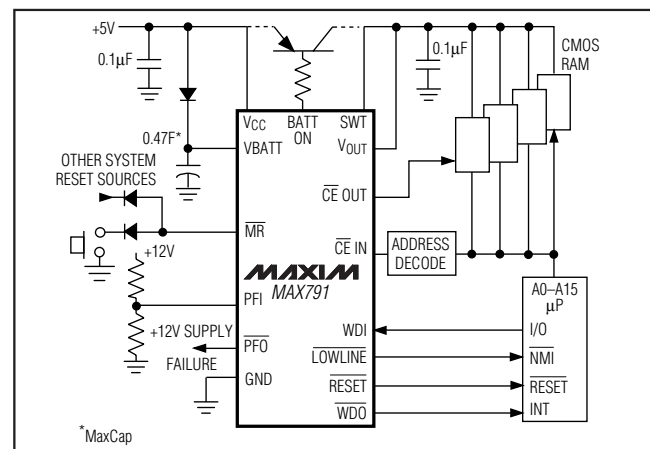 +5V
0.1µF
0.1µF
CMOS
RAM
VCC
BATT
ON
SWT
0.47F*
VBATT
VOUT
OTHER SYSTEM
RESET SOURCES
CE OUT
MR
CE IN
ADDRESS
DECODE
+12V
MAXIM
MAX791
A0–A15
µP
PFI
WDI
I/O
+12V SUPPLY
FAILURE
PFO
LOWLINE
NMI
GND
RESET
RESET
WDO
INT
*MaxCap